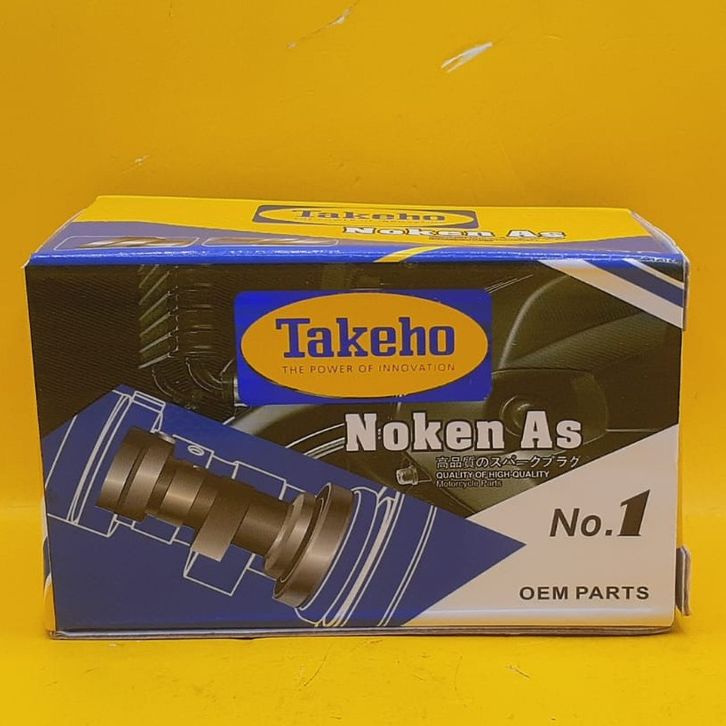 Takeho
Noken As
Takeho
THE POWER OF INNOVATION
Noken As
高品質のスパークプラグ
QUALITY OF HIGH-QUALITY
Motorcycle Parts
No.1
OEM PARTS